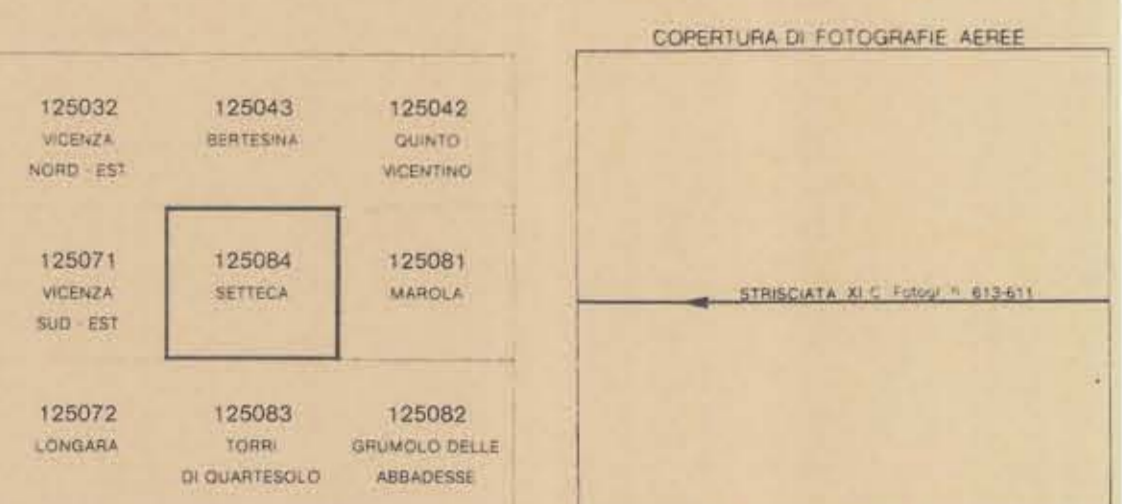 COPERTURA DI FOTOGRAFIE AEREE
125032
VICENZA
NORD - EST
125043
BERTESINA
125042
QUINTO
VICENTINO
125071
VICENZA
SUD - EST
125084
SETTECA
125081
MAROLA
STRISCIATA XI C Fotogr. n. 613-611
125072
LONGARA
125083
TORRI
DI QUARTESOLO
125082
GRUMOLO DELLE
ABBADESSE